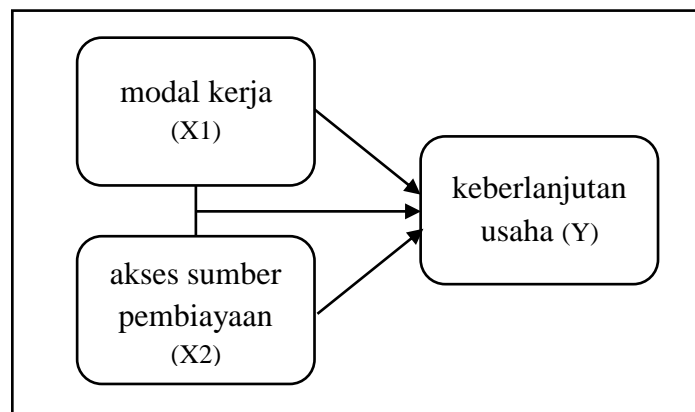 modal kerja
(X1)
keberlanjutan
usaha (Y)
akses sumber
pembiayaan
(X2)